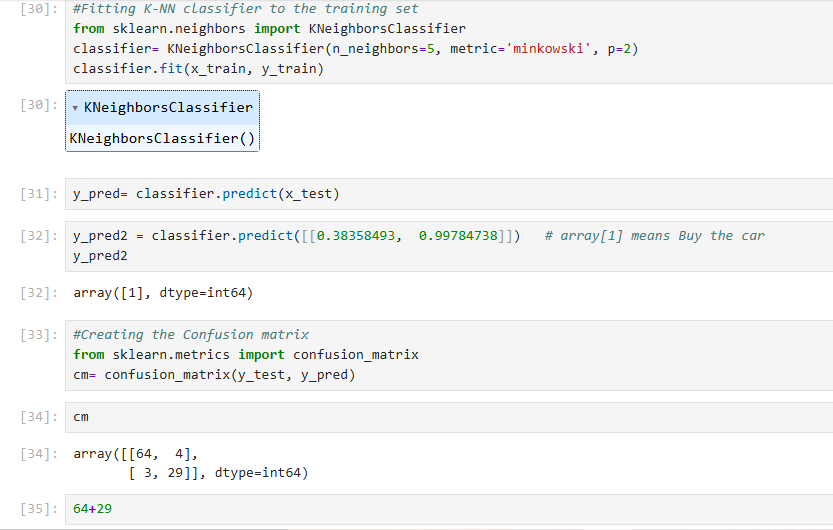 [30]: #Fitting K-NN classifier to the training set
from sklearn.neighbors import KNeighborsClassifier
classifier= KNeighborsClassifier(n_neighbors=5, metric='minkowski', p=2)
classifier.fit(x_train, y_train)
[30]: ▾ KNeighborsClassifier
KNeighborsClassifier()
[31]: y_pred= classifier.predict(x_test)
[32]: y_pred2 = classifier.predict([[0.38358493,  0.99784738]])   # array[1] means Buy the car
y_pred2
[32]: array([1], dtype=int64)
[33]: #Creating the Confusion matrix
from sklearn.metrics import confusion_matrix
cm= confusion_matrix(y_test, y_pred)
[34]: cm
[34]: array([[64,  4],
       [ 3, 29]], dtype=int64)
[35]: 64+29